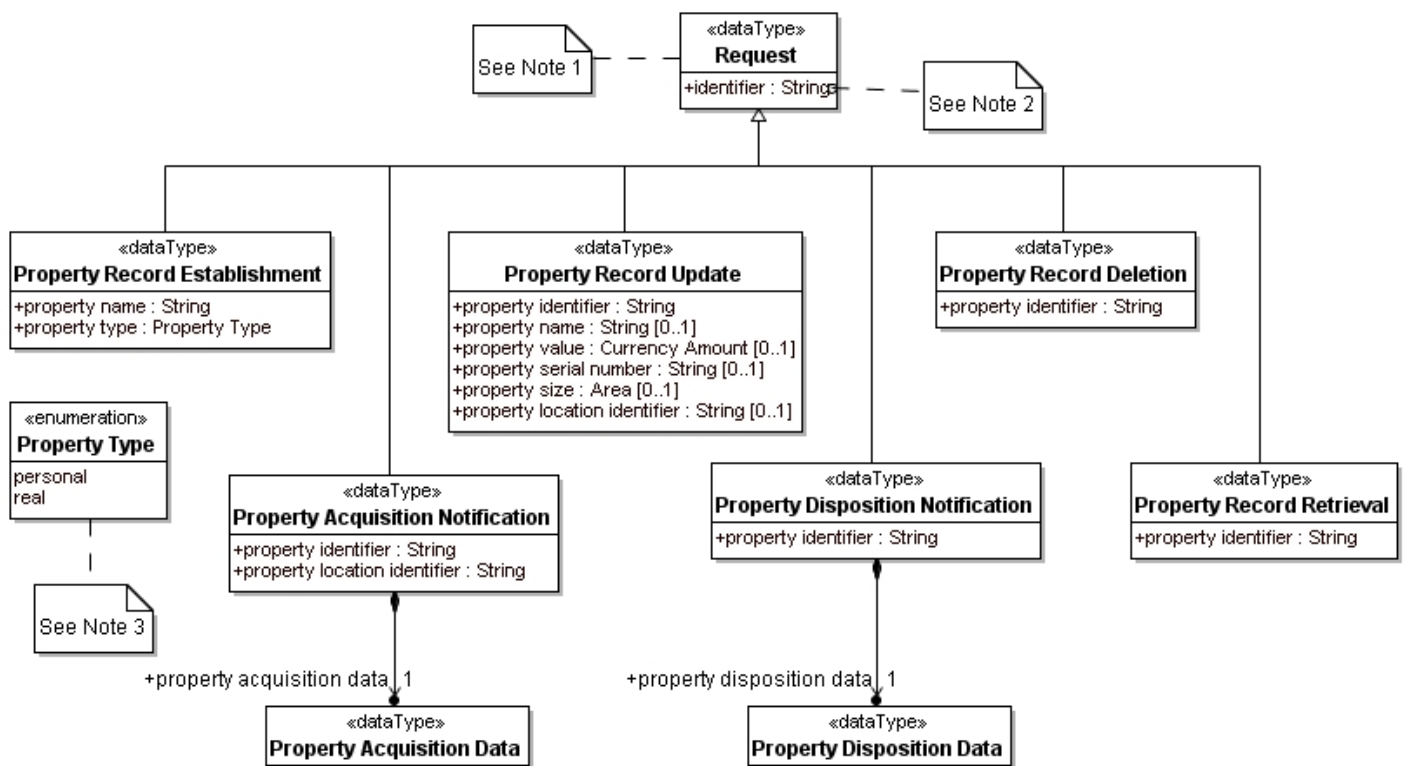 «dataType»
Request
+identifier : String
See Note 1
See Note 2
«dataType»
Property Record Establishment
+property name : String
+property type : Property Type
«dataType»
Property Record Update
+property identifier : String
+property name : String [0..1]
+property value : Currency Amount [0..1]
+property serial number : String [0..1]
+property size : Area [0..1]
+property location identifier : String [0..1]
«dataType»
Property Record Deletion
+property identifier : String
«enumeration»
Property Type
personal
real
See Note 3
«dataType»
Property Acquisition Notification
+property identifier : String
+property location identifier : String
«dataType»
Property Disposition Notification
+property identifier : String
«dataType»
Property Record Retrieval
+property identifier : String
+property acquisition data 1
+property disposition data 1
«dataType»
Property Acquisition Data
«dataType»
Property Disposition Data